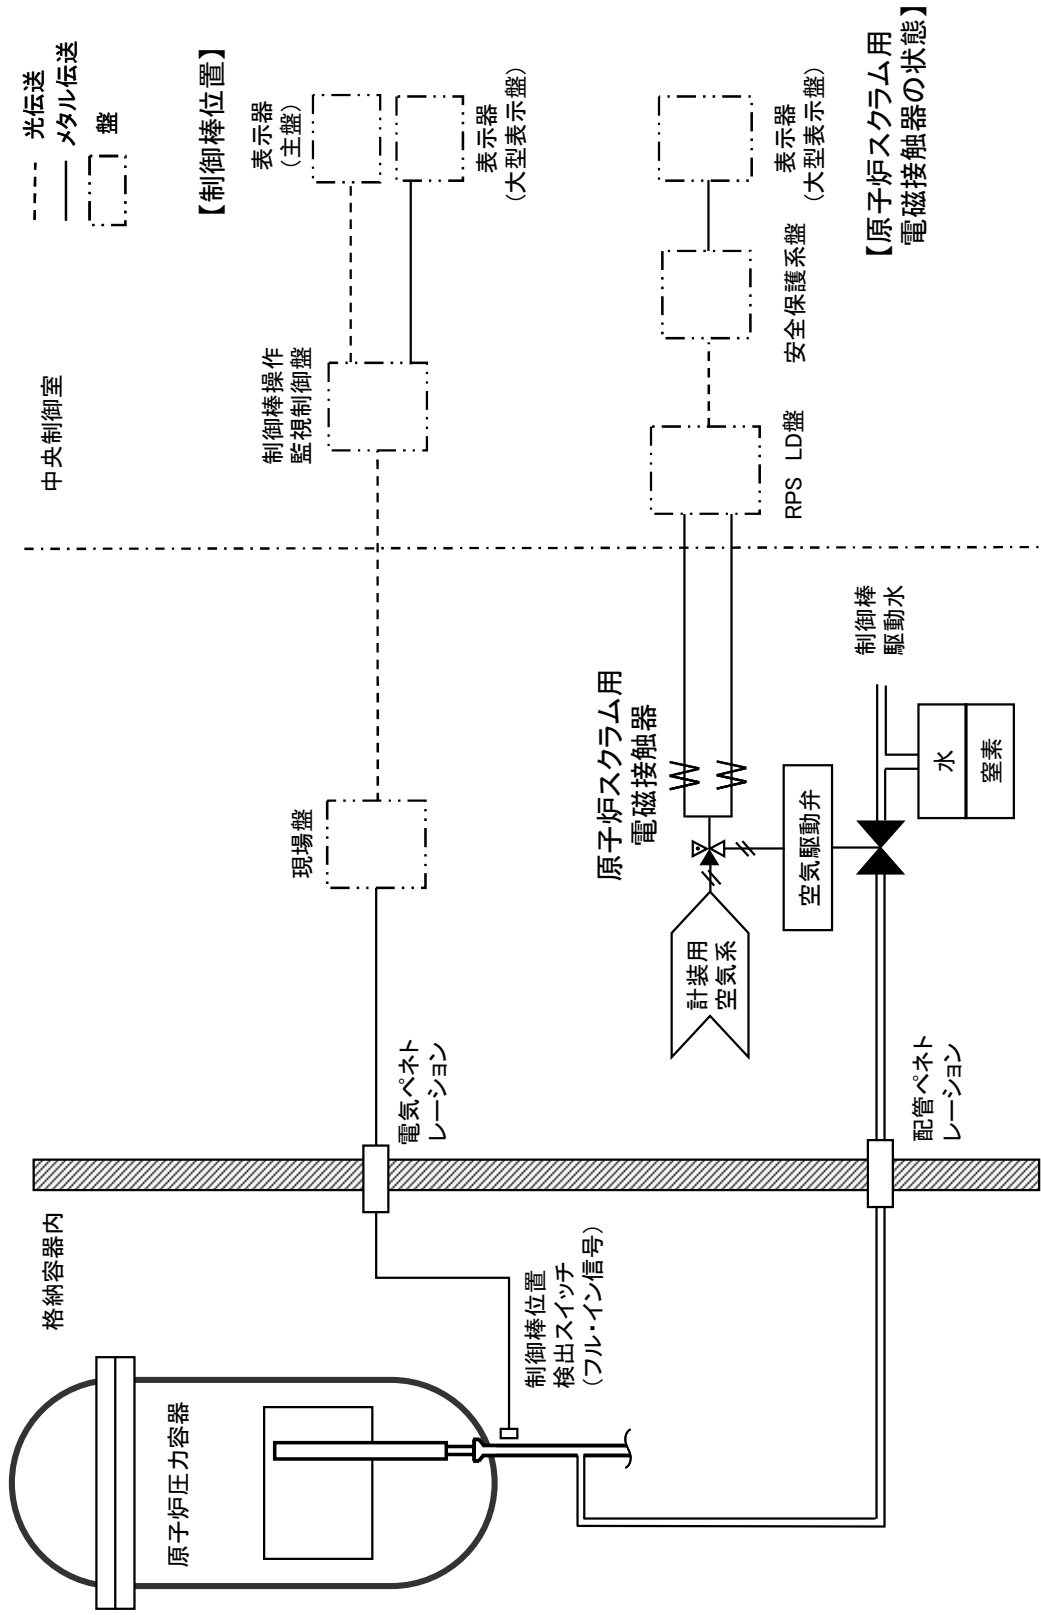 光伝送
メタル伝送
盤
中央制御室
【制御棒位置】
表示器
(主盤)
表示器
(大型表示盤)
制御棒操作
監視制御盤
現場盤
電気ペネト
レーション
格納容器内
原子炉圧力容器
制御棒位置
検出スイッチ
(フル・イン信号)
【原子炉スクラム用
電磁接触器の状態】
表示器
(大型表示盤)
安全保護系盤
RPS LD盤
原子炉スクラム用
電磁接触器
計装用
空気系
空気駆動弁
制御棒
駆動水
水
窒素
配管ペネト
レーション